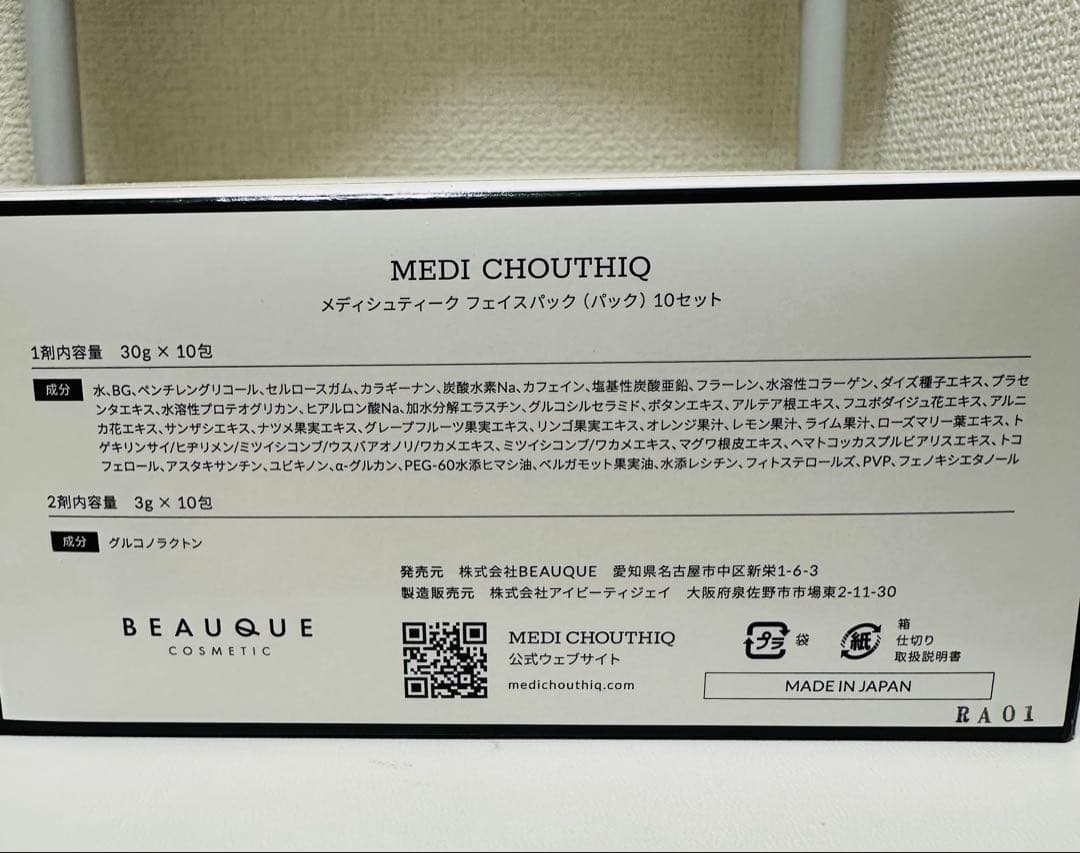 MEDI CHOUTHIQ
メディシュティーク フェイスパック（パック）10セット
1剤内容量 30g × 10包
成分 水、BG、ペンチレングリコール、セルロースガム、カラギーナン、炭酸水素Na、カフェイン、塩基性炭酸亜鉛、フラーレン、水溶性コラーゲン、ダイズ種子エキス、プラセ
ンタエキス、水溶性プロテオグリカン、ヒアルロン酸Na、加水分解エラスチン、グルコシルセラミド、ボタンエキス、アルテア根エキス、フユボダイジュ花エキス、アルニ
カ花エキス、サンザシエキス、ナツメ果実エキス、グレープフルーツ果実エキス、リンゴ果実エキス、オレンジ果汁、レモン果汁、ライム果汁、ローズマリー葉エキス、ト
ゲキリンサイ/ヒヂリメン/ミツイシコンブ/ウスバアオノリ/ワカメエキス、ミツイシコンブ/ワカメエキス、マグワ根皮エキス、ヘマトコッカスプルビアリスエキス、トコ
フェロール、アスタキサンチン、ユビキノン、α-グルカン、PEG-60水添ヒマシ油、ベルガモット果実油、水添レシチン、フィトステロールズ、PVP、フェノキシエタノール
2剤内容量 3g × 10包
成分 グルコノラクトン
発売元 株式会社BEAUQUE 愛知県名古屋市中区新栄1-6-3
製造販売元 株式会社アイビーティジェイ 大阪府泉佐野市市場東2-11-30
BEAUQUE
COSMETIC
MEDI CHOUTHIQ
公式ウェブサイト
medichouthiq.com
プラ 袋
紙 箱
仕切り
取扱説明書
MADE IN JAPAN
RA01